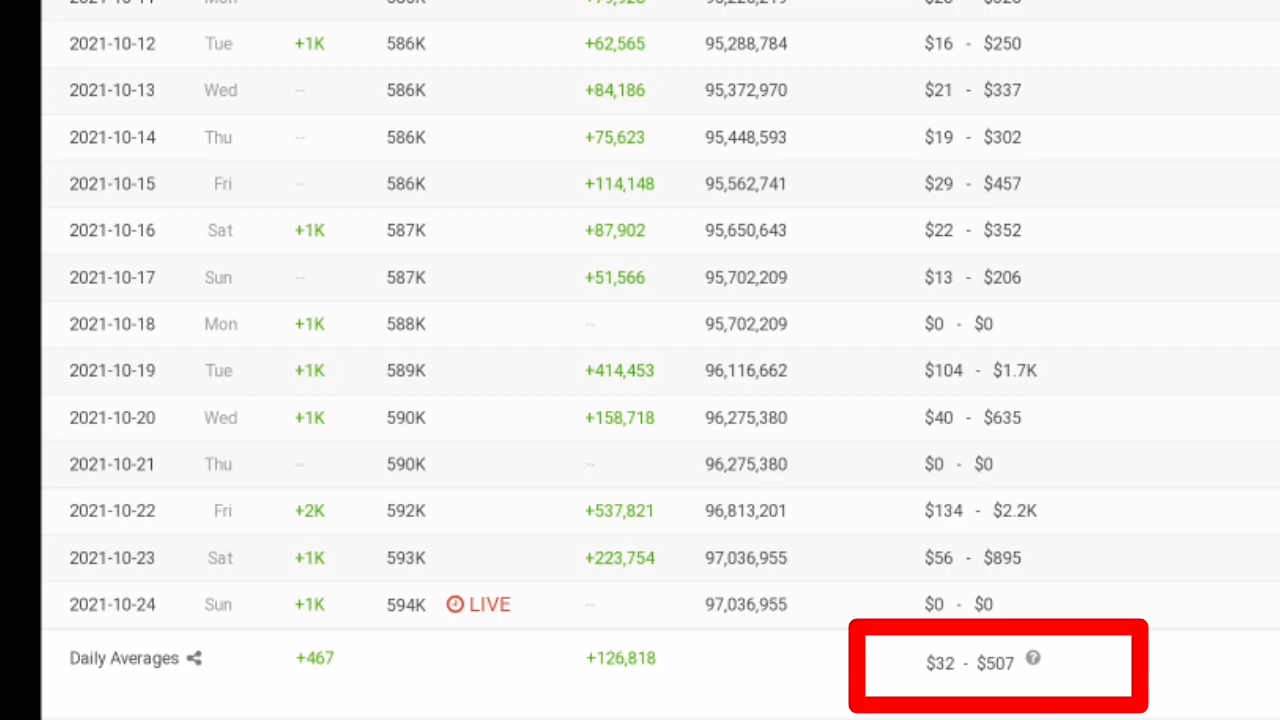 2021-10-12 Tue +1K 586K +62,565 95,288,784 $16 - $250
2021-10-13 Wed -- 586K +84,186 95,372,970 $21 - $337
2021-10-14 Thu -- 586K +75,623 95,448,593 $19 - $302
2021-10-15 Fri -- 586K +114,148 95,562,741 $29 - $457
2021-10-16 Sat +1K 587K +87,902 95,650,643 $22 - $352
2021-10-17 Sun -- 587K +51,566 95,702,209 $13 - $206
2021-10-18 Mon +1K 588K -- 95,702,209 $0 - $0
2021-10-19 Tue +1K 589K +414,453 96,116,662 $104 - $1.7K
2021-10-20 Wed +1K 590K +158,718 96,275,380 $40 - $635
2021-10-21 Thu -- 590K -- 96,275,380 $0 - $0
2021-10-22 Fri +2K 592K +537,821 96,813,201 $134 - $2.2K
2021-10-23 Sat +1K 593K +223,754 97,036,955 $56 - $895
2021-10-24 Sun +1K 594K LIVE -- 97,036,955 $0 - $0
Daily Averages +467 +126,818 $32 - $507 ?